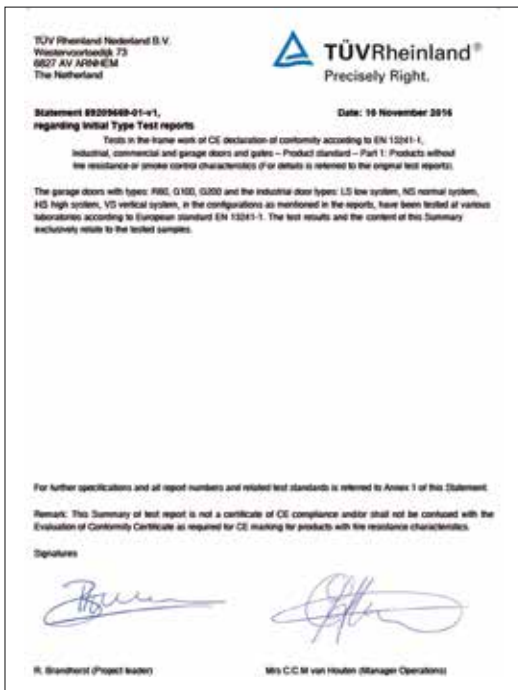 TÜV Rheinland Nederland B.V.
Westervoortsedijk 73
6827 AV ARNHEM
The Netherland
TÜVRheinland®
Precisely Right.
Statement 89209669-01-v1,
regarding Initial Type Test reports
Date: 10 November 2016
Tests in the frame work of CE declaration of conformity according to EN 13241-1,
Industrial, commercial and garage doors and gates – Product standard – Part 1: Products without
fire resistance or smoke control characteristics (For details is referred to the original test reports).
The garage doors with types: R60, G100, G200 and the industrial door types: LS low system, NS normal system,
HS high system, VS vertical system, in the configurations as mentioned in the reports, have been tested at various
laboratories according to European standard EN 13241-1. The test results and the content of this Summary
exclusively relate to the tested samples.
For further specifications and all report numbers and related test standards is referred to Annex 1 of this Statement.
Remark: This Summary of test report is not a certificate of CE compliance and/or shall not be confused with the
Evaluation of Conformity Certificate as required for CE marking for products with fire resistance characteristics.
Signatures
R. Brandhorst (Project leader)
Mrs C.C.M van Houten (Manager Operations)